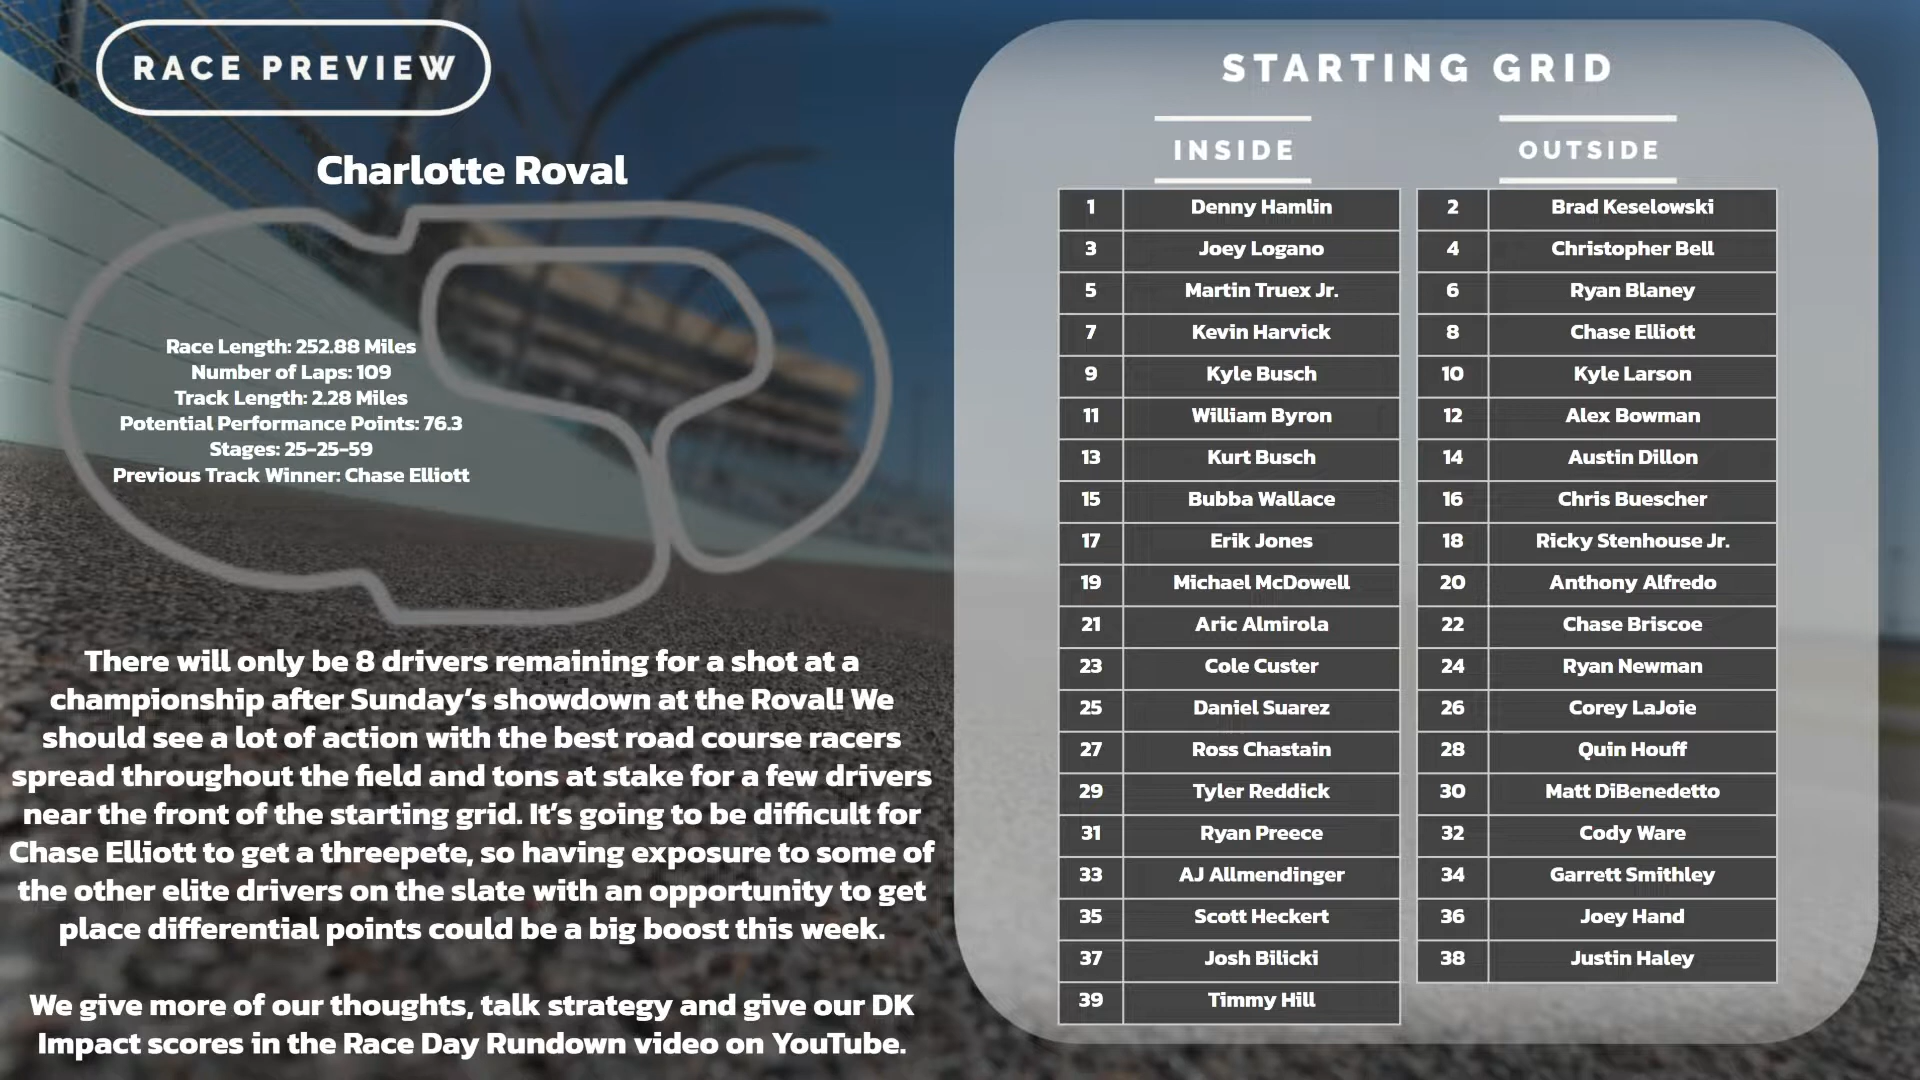 RACE PREVIEW
Charlotte Roval
Race Length: 252.88 Miles
Number of Laps: 109
Track Length: 2.28 Miles
Potential Performance Points: 76.3
Stages: 25-25-59
Previous Track Winner: Chase Elliott
There will only be 8 drivers remaining for a shot at a
championship after Sunday's showdown at the Roval! We
should see a lot of action with the best road course racers
spread throughout the field and tons at stake for a few drivers
near the front of the starting grid. It's going to be difficult for
Chase Elliott to get a threepete, so having exposure to some of
the other elite drivers on the slate with an opportunity to get
place differential points could be a big boost this week.
We give more of our thoughts, talk strategy and give our DK
Impact scores in the Race Day Rundown video on YouTube.
STARTING GRID
INSIDE OUTSIDE
1 Denny Hamlin 2 Brad Keselowski
3 Joey Logano 4 Christopher Bell
5 Martin Truex Jr. 6 Ryan Blaney
7 Kevin Harvick 8 Chase Elliott
9 Kyle Busch 10 Kyle Larson
11 William Byron 12 Alex Bowman
13 Kurt Busch 14 Austin Dillon
15 Bubba Wallace 16 Chris Buescher
17 Erik Jones 18 Ricky Stenhouse Jr.
19 Michael McDowell 20 Anthony Alfredo
21 Aric Almirola 22 Chase Briscoe
23 Cole Custer 24 Ryan Newman
25 Daniel Suarez 26 Corey LaJoie
27 Ross Chastain 28 Quin Houff
29 Tyler Reddick 30 Matt DiBenedetto
31 Ryan Preece 32 Cody Ware
33 AJ Allmendinger 34 Garrett Smithley
35 Scott Heckert 36 Joey Hand
37 Josh Bilicki 38 Justin Haley
39 Timmy Hill